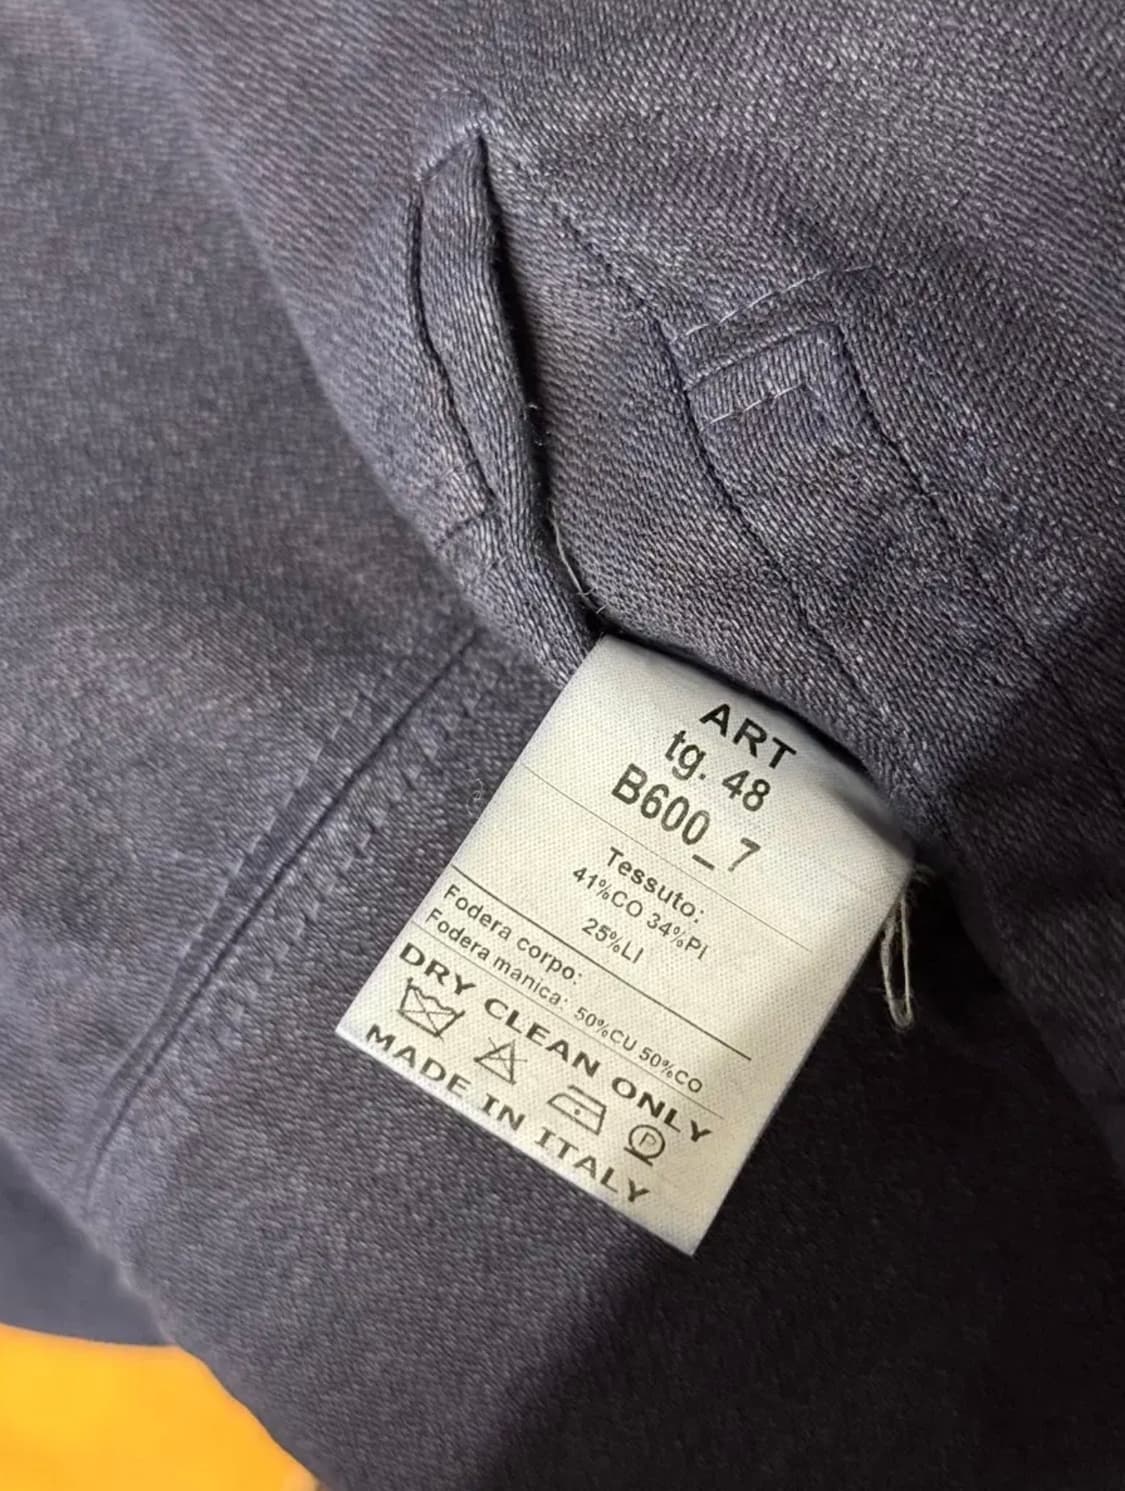 ART
tg. 48
B600_7
Tessuto:
41%CO 34%PI
25%LI
Fodera corpo:
Fodera manica: 50%CU 50%CO
DRY CLEAN ONLY
P
MADE IN ITALY